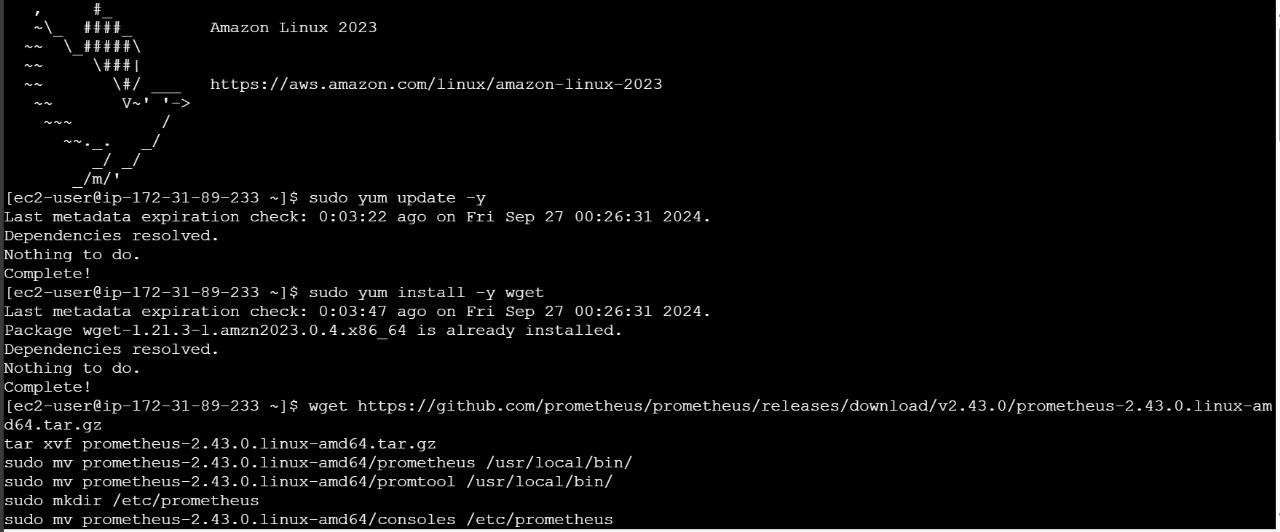 ,     #_
   ~\_  ####_        Amazon Linux 2023
  ~~  \_#####\
  ~~     \###|
  ~~       \#/ ___   https://aws.amazon.com/linux/amazon-linux-2023
   ~~       V~' '->
    ~~~         /
      ~~._.   _/
         _/ _/
       _/m/'
[ec2-user@ip-172-31-89-233 ~]$ sudo yum update -y
Last metadata expiration check: 0:03:22 ago on Fri Sep 27 00:26:31 2024.
Dependencies resolved.
Nothing to do.
Complete!
[ec2-user@ip-172-31-89-233 ~]$ sudo yum install -y wget
Last metadata expiration check: 0:03:47 ago on Fri Sep 27 00:26:31 2024.
Package wget-1.21.3-1.amzn2023.0.4.x86_64 is already installed.
Dependencies resolved.
Nothing to do.
Complete!
[ec2-user@ip-172-31-89-233 ~]$ wget https://github.com/prometheus/prometheus/releases/download/v2.43.0/prometheus-2.43.0.linux-am
d64.tar.gz
tar xvf prometheus-2.43.0.linux-amd64.tar.gz
sudo mv prometheus-2.43.0.linux-amd64/prometheus /usr/local/bin/
sudo mv prometheus-2.43.0.linux-amd64/promtool /usr/local/bin/
sudo mkdir /etc/prometheus
sudo mv prometheus-2.43.0.linux-amd64/consoles /etc/prometheus